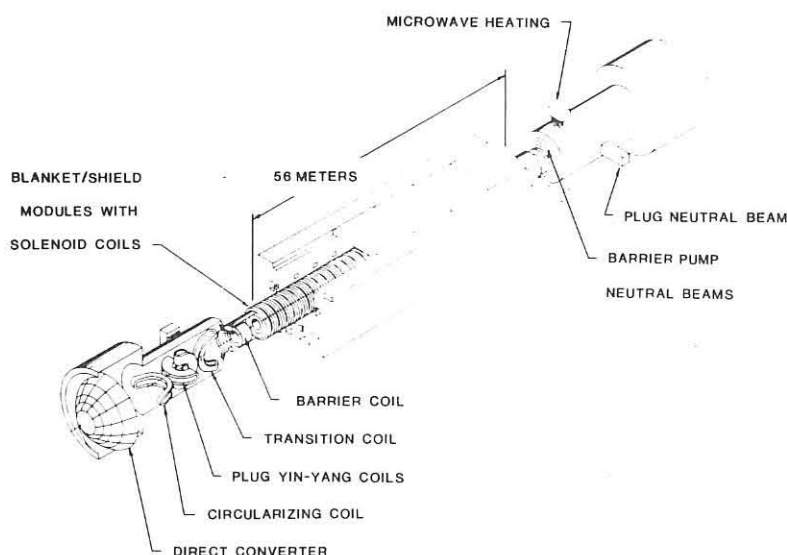 MICROWAVE HEATING
BLANKET/SHIELD
MODULES WITH
SOLENOID COILS
56 METERS
PLUG NEUTRAL BEAM
BARRIER PUMP
NEUTRAL BEAMS
BARRIER COIL
TRANSITION COIL
PLUG YIN-YANG COILS
CIRCULARIZING COIL
DIRECT CONVERTER